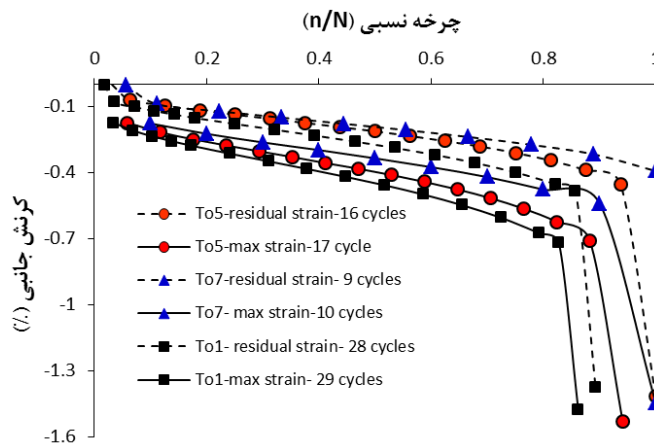 چرخه نسبی (n/N)
0 0.2 0.4 0.6 0.8 1
-0.1
-0.4
-0.7
-1
-1.3
-1.6
کرنش جانبی (٪)
To5-residual strain-16 cycles
To5-max strain-17 cycle
To7-residual strain- 9 cycles
To7- max strain-10 cycles
To1- residual strain- 28 cycles
To1-max strain- 29 cycles